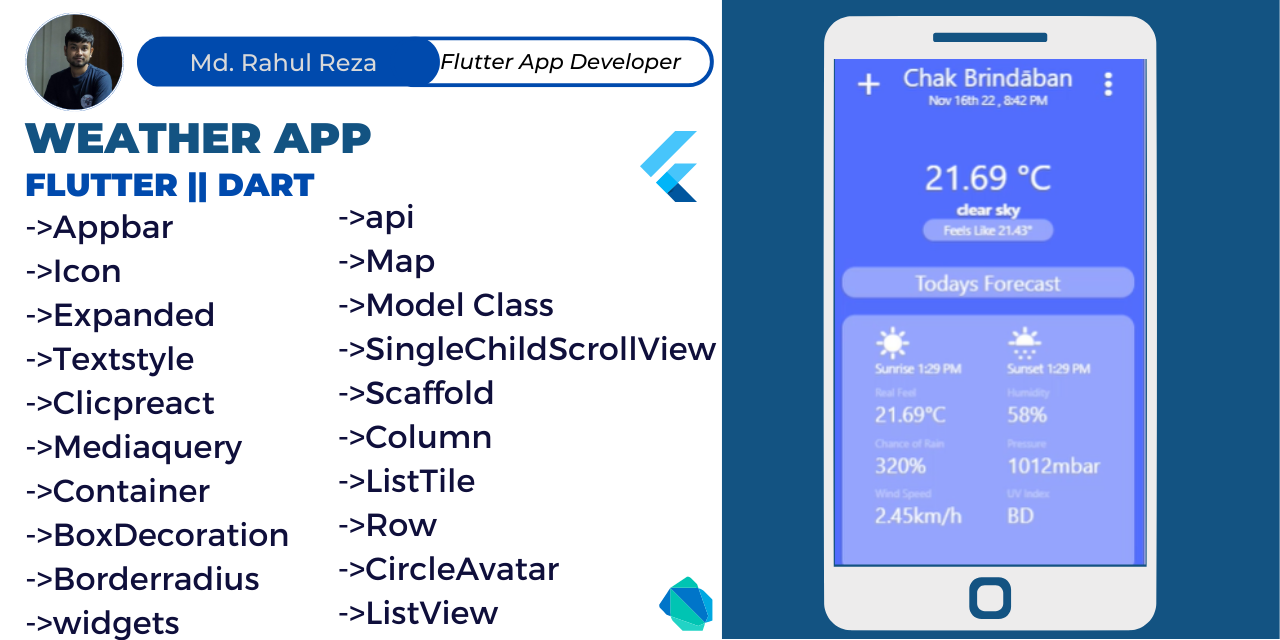 Md. Rahul Reza
Flutter App Developer
WEATHER APP
FLUTTER || DART
->Appbar
->Icon
->Expanded
->Textstyle
->Clicpreact
->Mediaquery
->Container
->BoxDecoration
->Borderradius
->widgets
->api
->Map
->Model Class
->SingleChildScrollView
->Scaffold
->Column
->ListTile
->Row
->CircleAvatar
->ListView
+ Chak Brindāban
Nov 16th 22 , 8:42 PM
21.69 °C
clear sky
Feels Like 21.43°
Todays Forecast
Sunrise 1:29 PM Sunset 1:29 PM
Real Feel Humidity
21.69°C 58%
Chance of Rain Pressure
320% 1012mbar
Wind Speed UV Index
2.45km/h BD